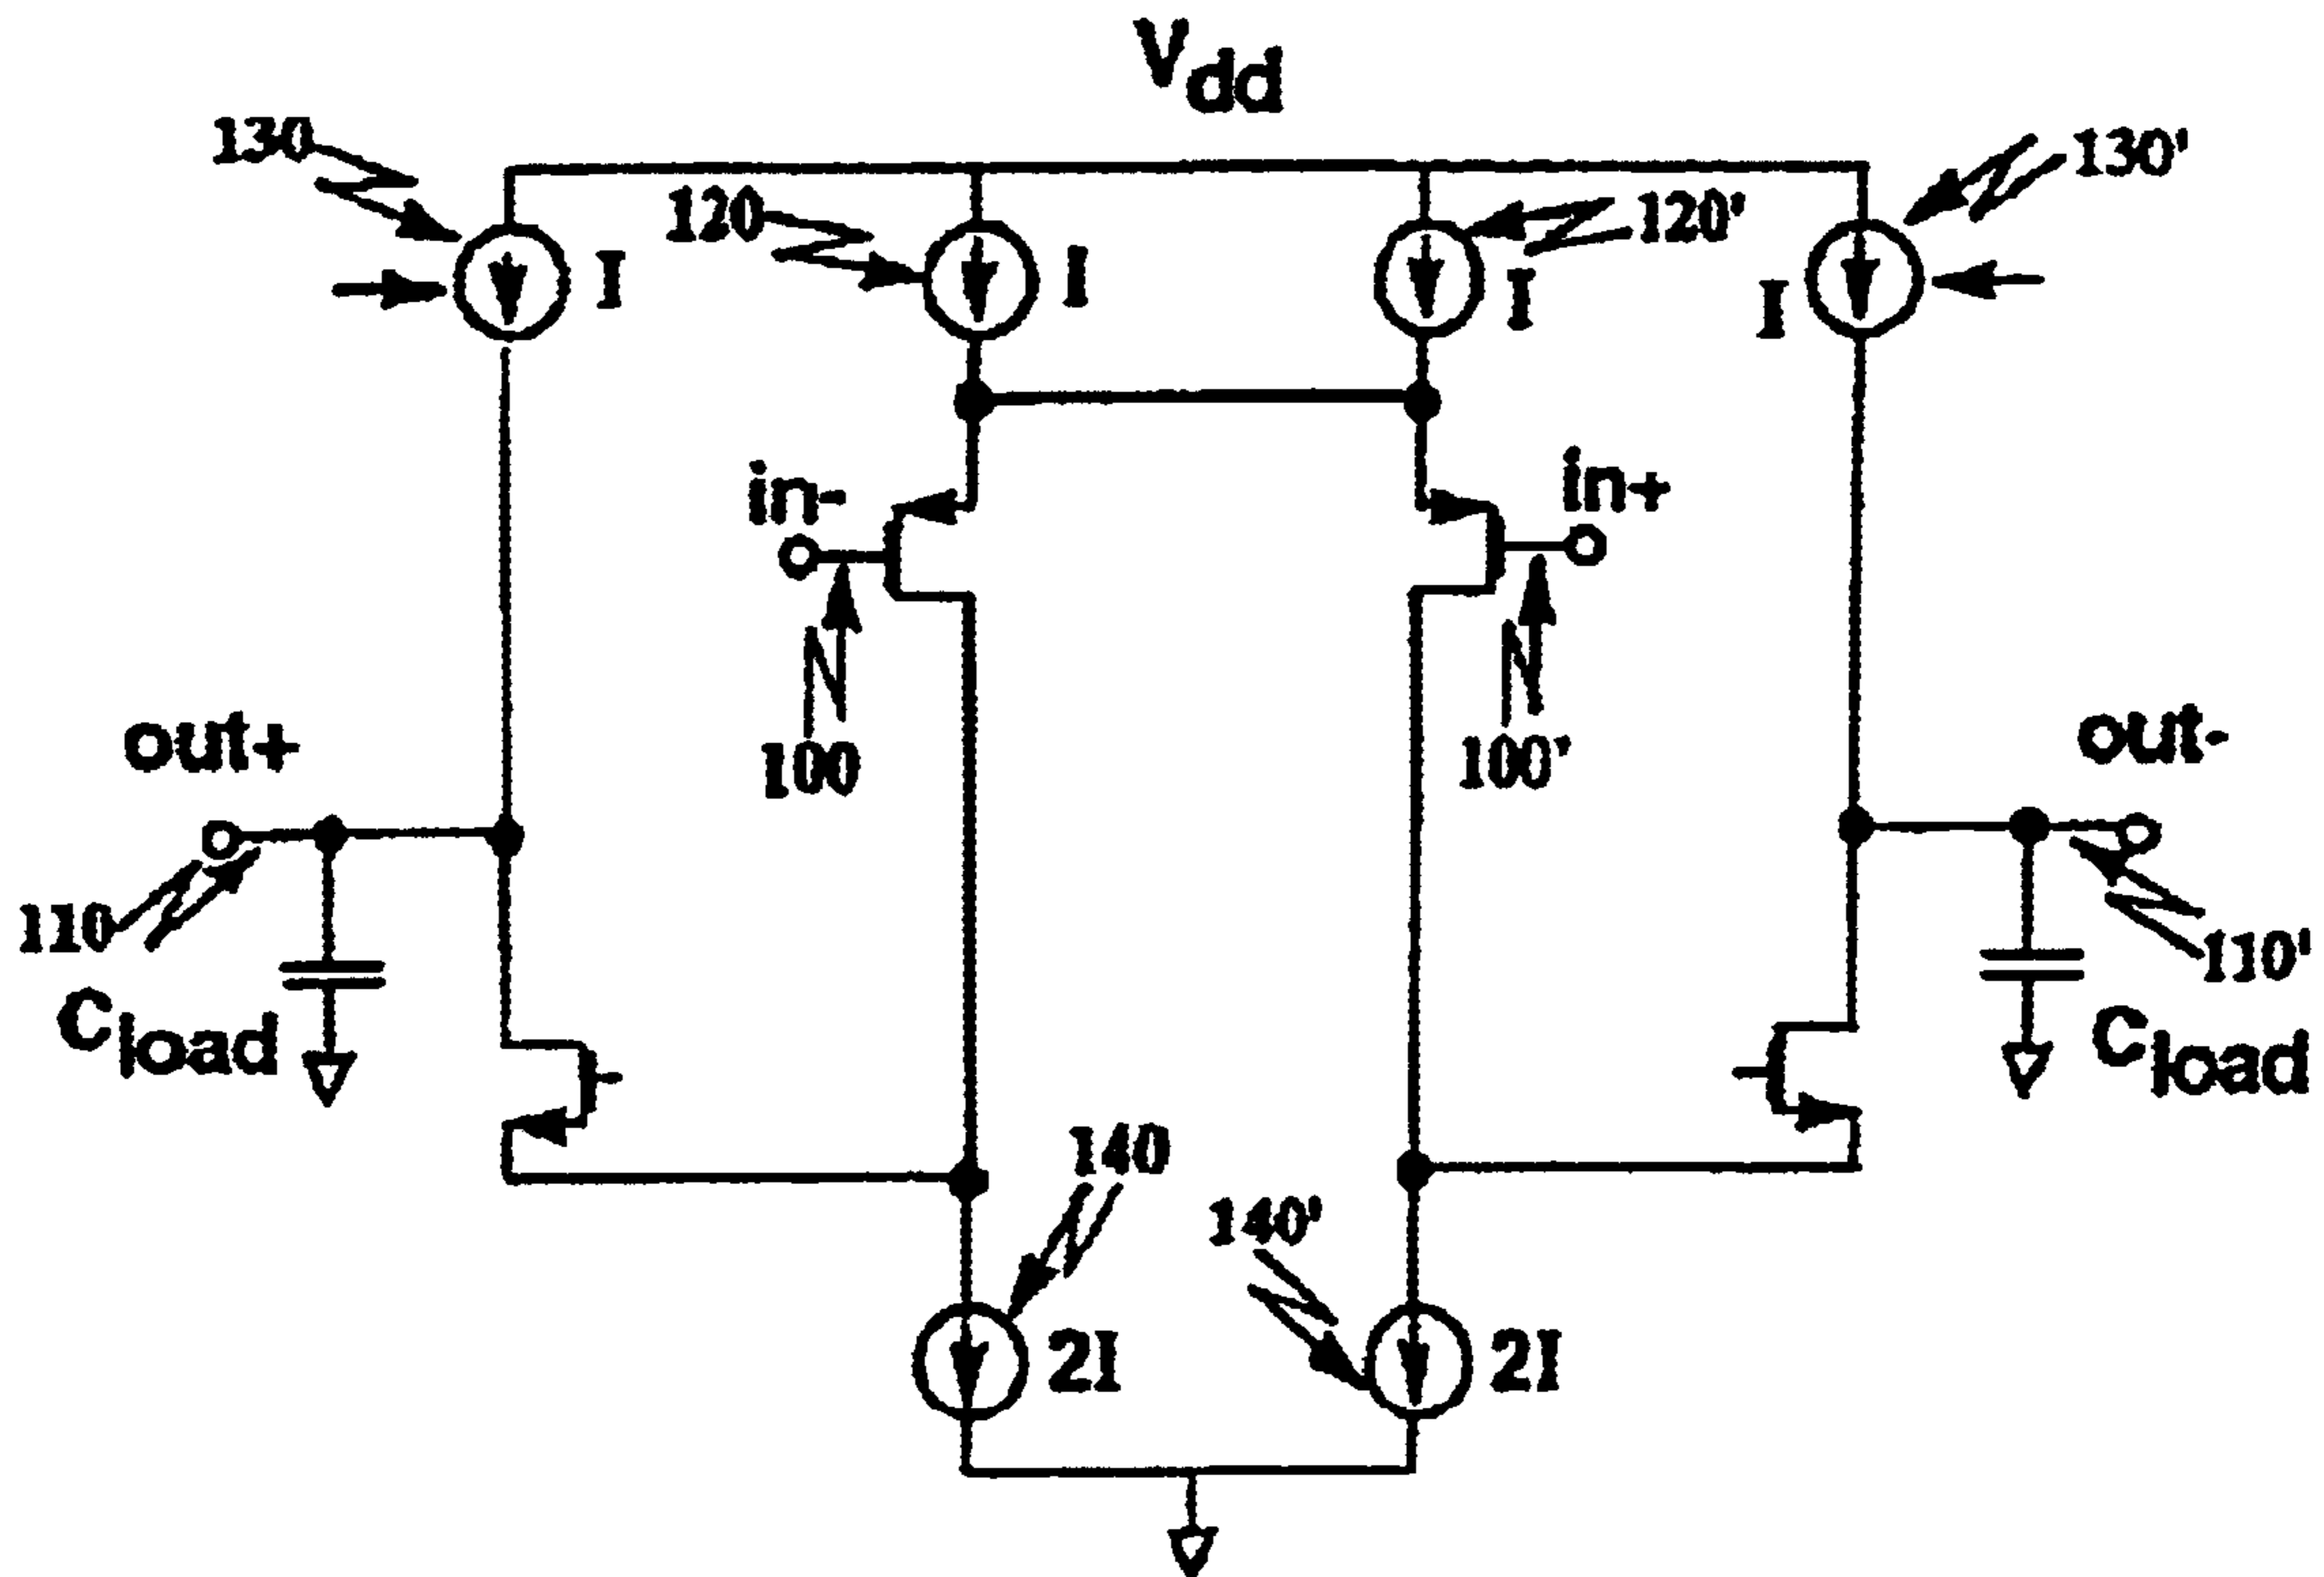 Vdd
130
120
120'
130'
I
I
I
I
in-
in+
100
100'
out+
out-
110
110'
Cload
Cload
140
140'
2I
2I